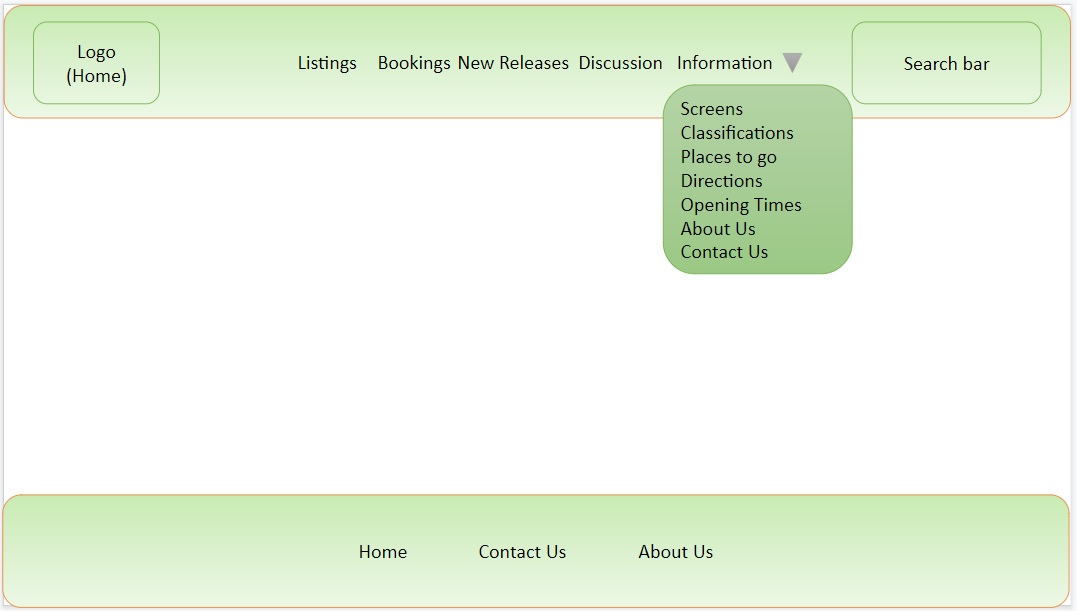 Logo
(Home)
Listings Bookings New Releases Discussion Information
Search bar
Screens
Classifications
Places to go
Directions
Opening Times
About Us
Contact Us
Home Contact Us About Us